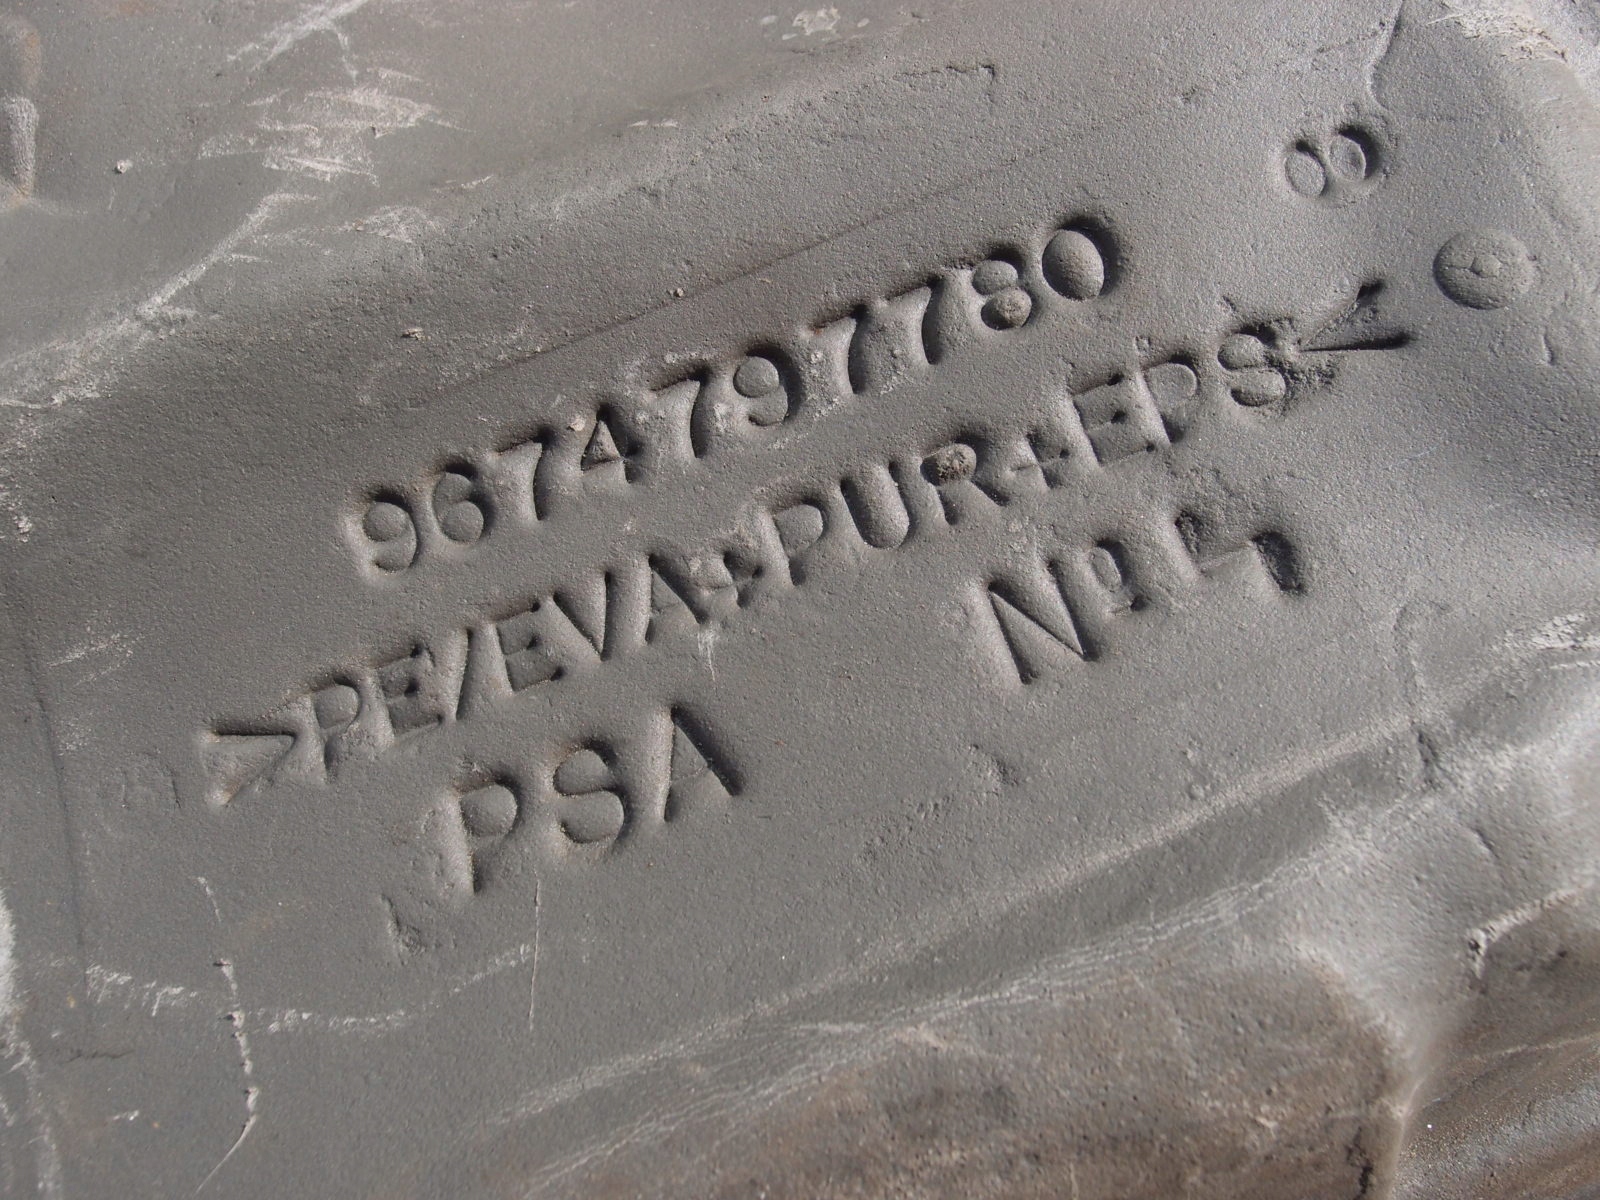 9674797780
>PE/EVA+PUR+EPS<
Nº
PSA